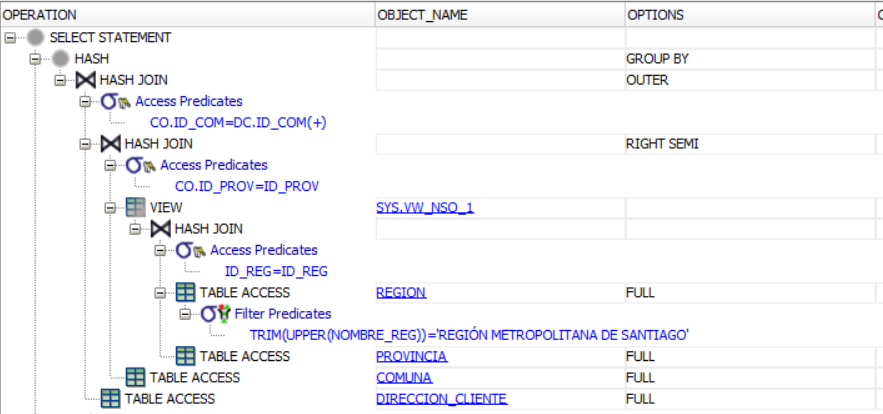 OPERATION OBJECT_NAME OPTIONS
SELECT STATEMENT
HASH GROUP BY
HASH JOIN OUTER
Access Predicates
CO.ID_COM=DC.ID_COM(+)
HASH JOIN RIGHT SEMI
Access Predicates
CO.ID_PROV=ID_PROV
VIEW SYS.VW_NSO_1
HASH JOIN
Access Predicates
ID_REG=ID_REG
TABLE ACCESS REGION FULL
Filter Predicates
TRIM(UPPER(NOMBRE_REG))='REGIÓN METROPOLITANA DE SANTIAGO'
TABLE ACCESS PROVINCIA FULL
TABLE ACCESS COMUNA FULL
TABLE ACCESS DIRECCION_CLIENTE FULL